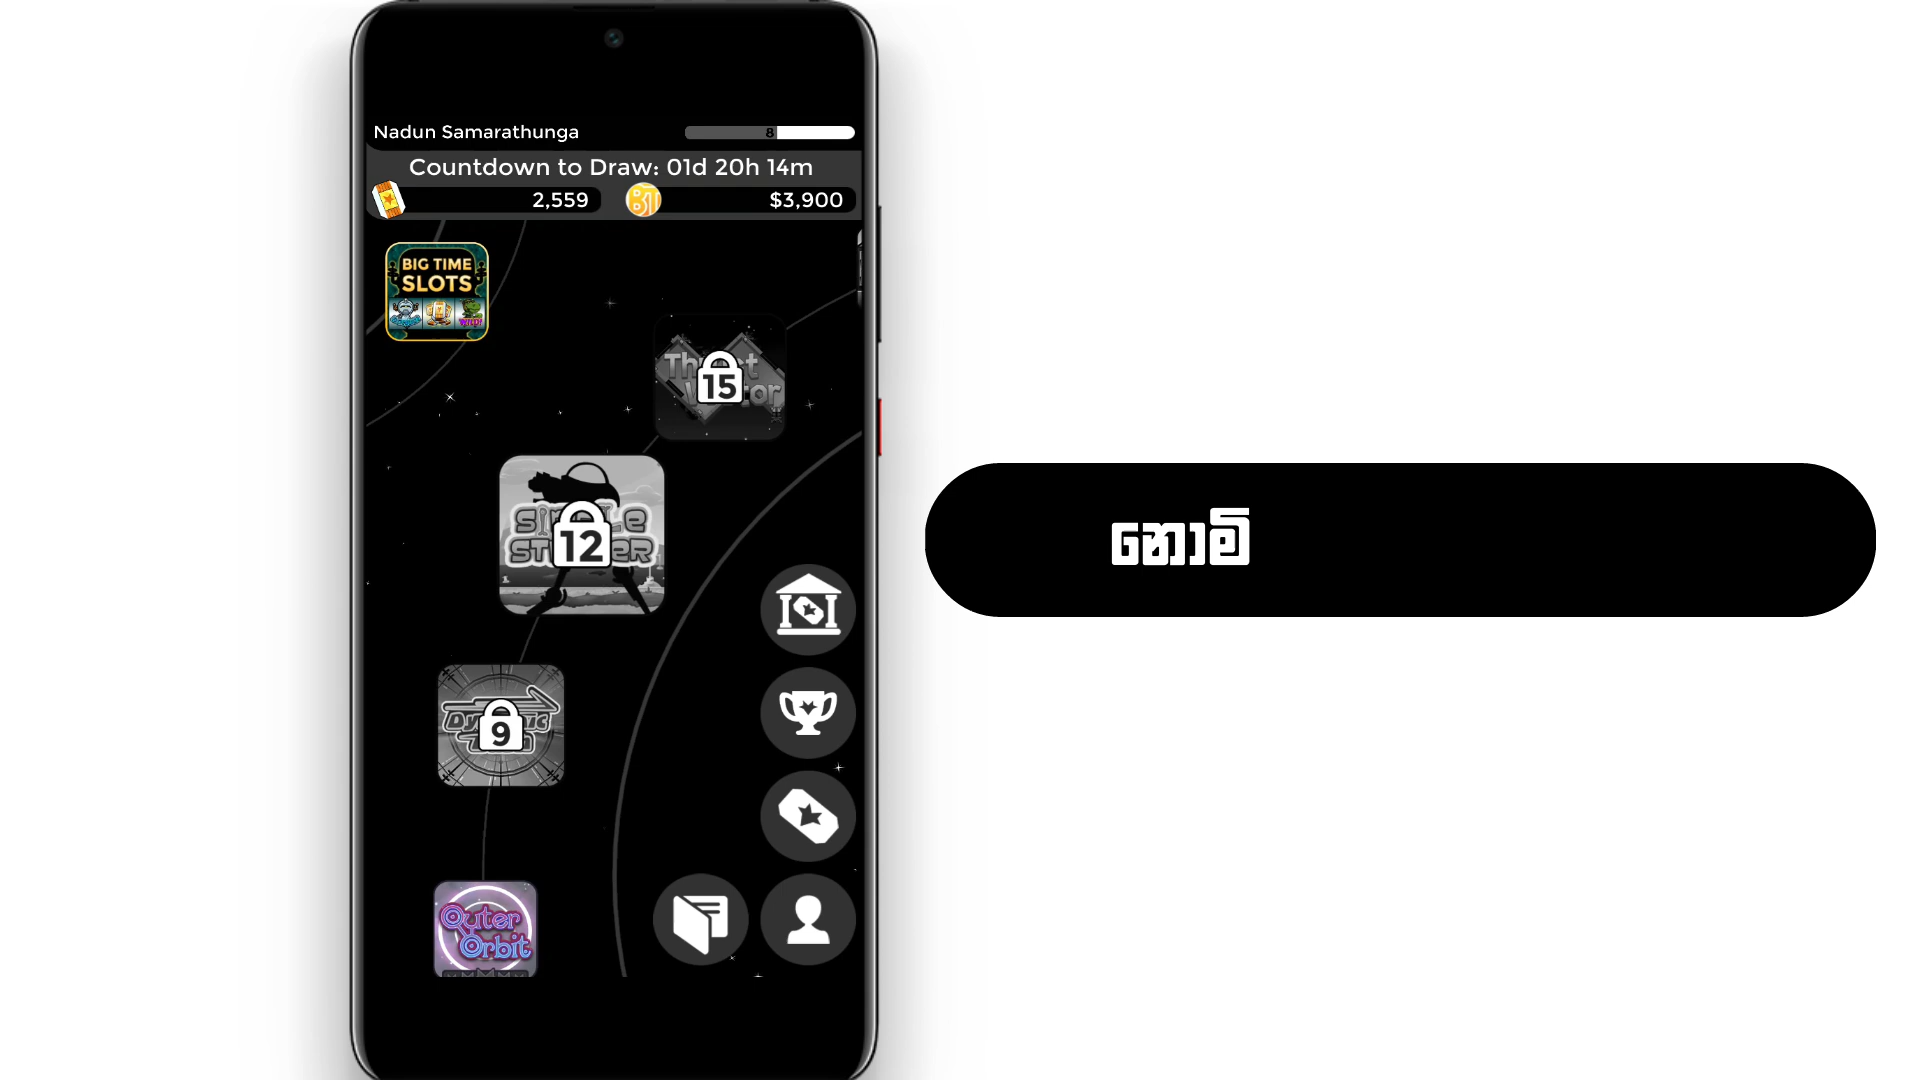 Nadun Samarathunga
8
Countdown to Draw: 01d 20h 14m
2,559
$3,900
BIG TIME
SLOTS
WILD!
15
12
9
Outer
Orbit
නොමි